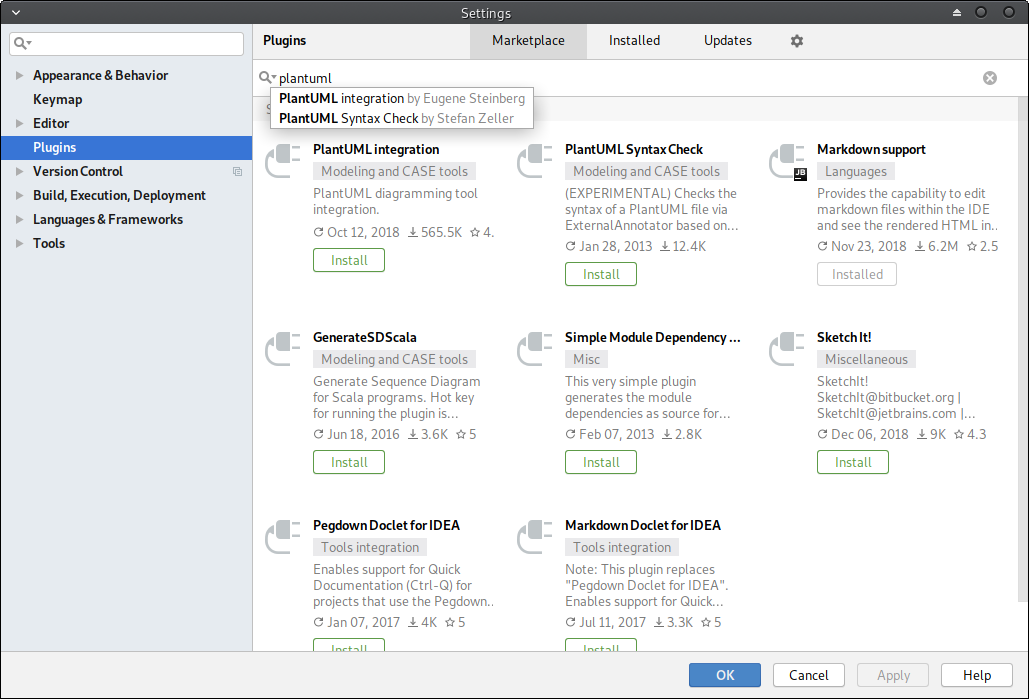 Settings
Plugins Marketplace Installed Updates
plantuml
PlantUML integration by Eugene Steinberg
PlantUML Syntax Check by Stefan Zeller
Appearance & Behavior
Keymap
Editor
Plugins
Version Control
Build, Execution, Deployment
Languages & Frameworks
Tools
PlantUML integration
Modeling and CASE tools
PlantUML diagramming tool
integration.
Oct 12, 2018 565.5K 4.
Install
PlantUML Syntax Check
Modeling and CASE tools
(EXPERIMENTAL) Checks the
syntax of a PlantUML file via
ExternalAnnotator based on...
Jan 28, 2013 12.4K
Install
Markdown support
JB
Languages
Provides the capability to edit
markdown files within the IDE
and see the rendered HTML in..
Nov 23, 2018 6.2M 2.5
Installed
GenerateSDScala
Modeling and CASE tools
Generate Sequence Diagram
for Scala programs. Hot key
for running the plugin is...
Jun 18, 2016 3.6K 5
Install
Simple Module Dependency ...
Misc
This very simple plugin
generates the module
dependencies as source for...
Feb 07, 2013 2.8K
Install
Sketch It!
Miscellaneous
SketchIt!
SketchIt@bitbucket.org |
SketchIt@jetbrains.com |...
Dec 06, 2018 9K 4.3
Install
Pegdown Doclet for IDEA
Tools integration
Enables support for Quick
Documentation (Ctrl-Q) for
projects that use the Pegdown..
Jan 07, 2017 4K 5
Install
Markdown Doclet for IDEA
Tools integration
Note: This plugin replaces
"Pegdown Doclet for IDEA".
Enables support for Quick...
Jul 11, 2017 3.3K 5
Install
OK Cancel Apply Help